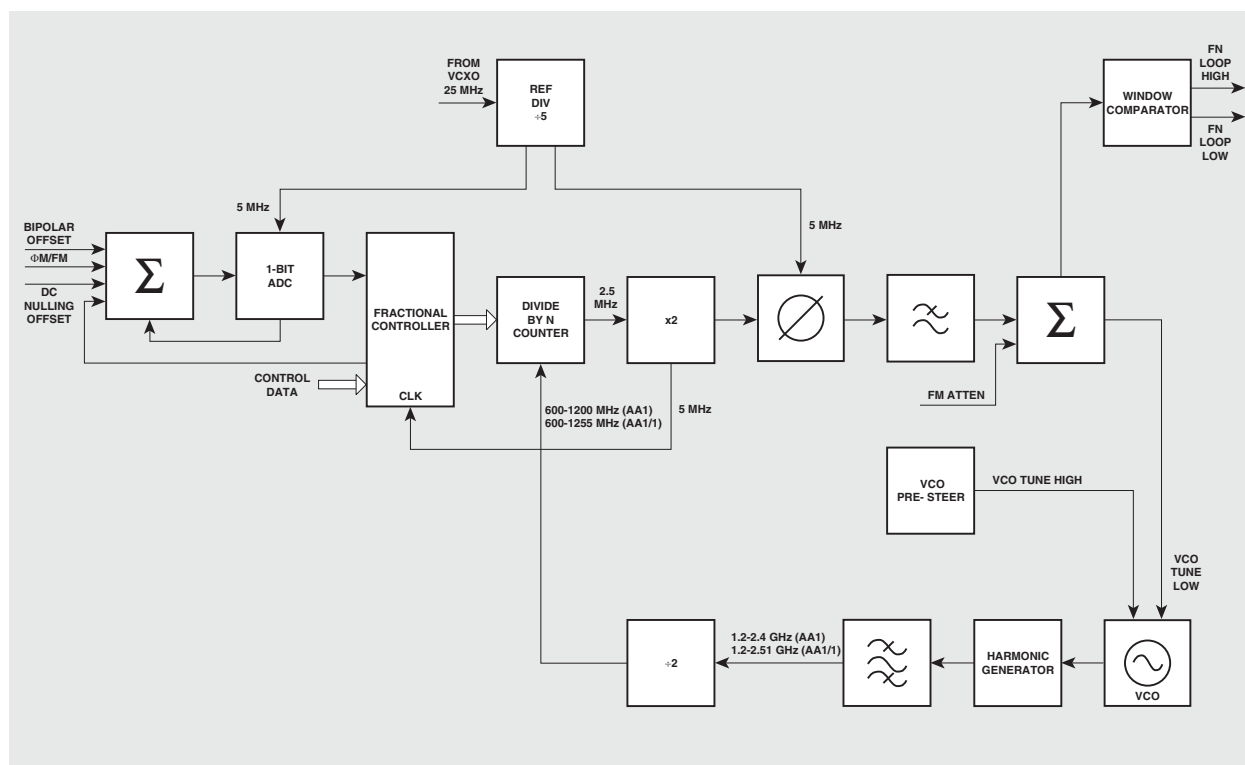 FROM
VCXO
25 MHz
REF
DIV
÷5
WINDOW
COMPARATOR
FN
LOOP
HIGH
FN
LOOP
LOW
5 MHz
5 MHz
BIPOLAR
OFFSET
ΦM/FM
DC
NULLING
OFFSET
Σ
1-BIT
ADC
FRACTIONAL
CONTROLLER
CLK
CONTROL
DATA
DIVIDE
BY N
COUNTER
2.5
MHz
x2
Σ
FM ATTEN
600-1200 MHz (AA1)
600-1255 MHz (AA1/1)
5 MHz
VCO
PRE- STEER
VCO TUNE HIGH
VCO
TUNE
LOW
÷2
1.2-2.4 GHz (AA1)
1.2-2.51 GHz (AA1/1)
HARMONIC
GENERATOR
VCO